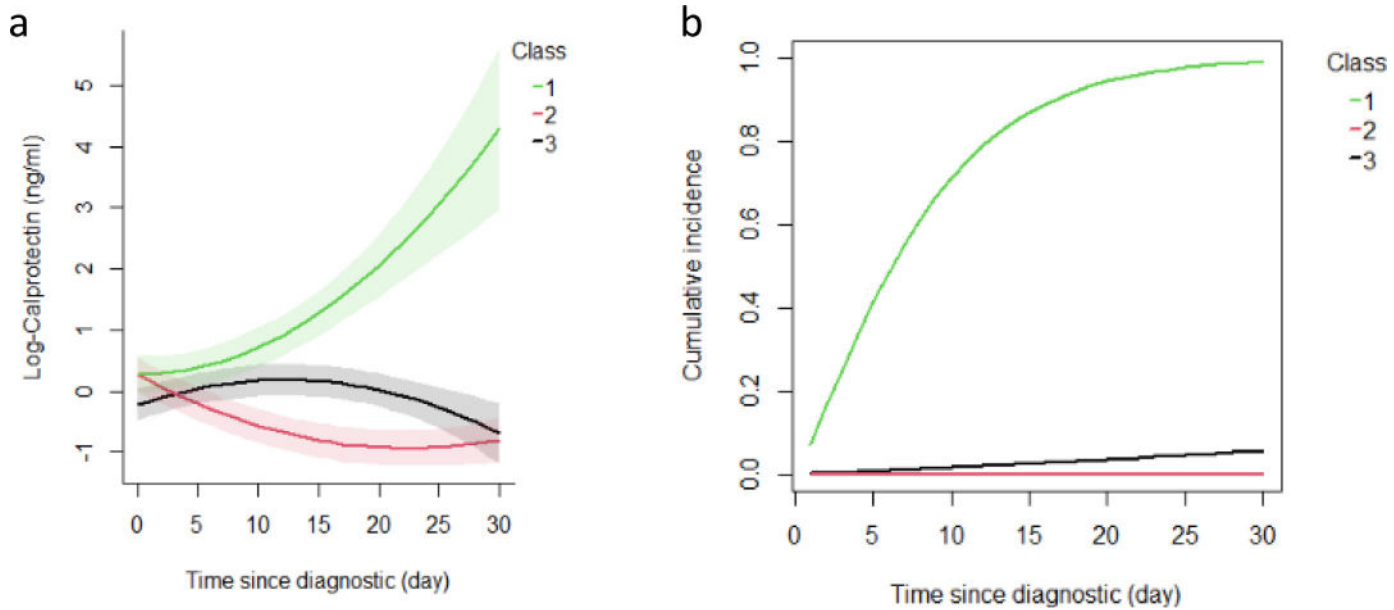 a
Class
1
2
3
Log-Calprotectin (ng/ml)
5
4
3
2
1
0
-1
0 5 10 15 20 25 30
Time since diagnostic (day)
b
Class
1
2
3
Cumulative incidence
1.0
0.8
0.6
0.4
0.2
0.0
0 5 10 15 20 25 30
Time since diagnostic (day)